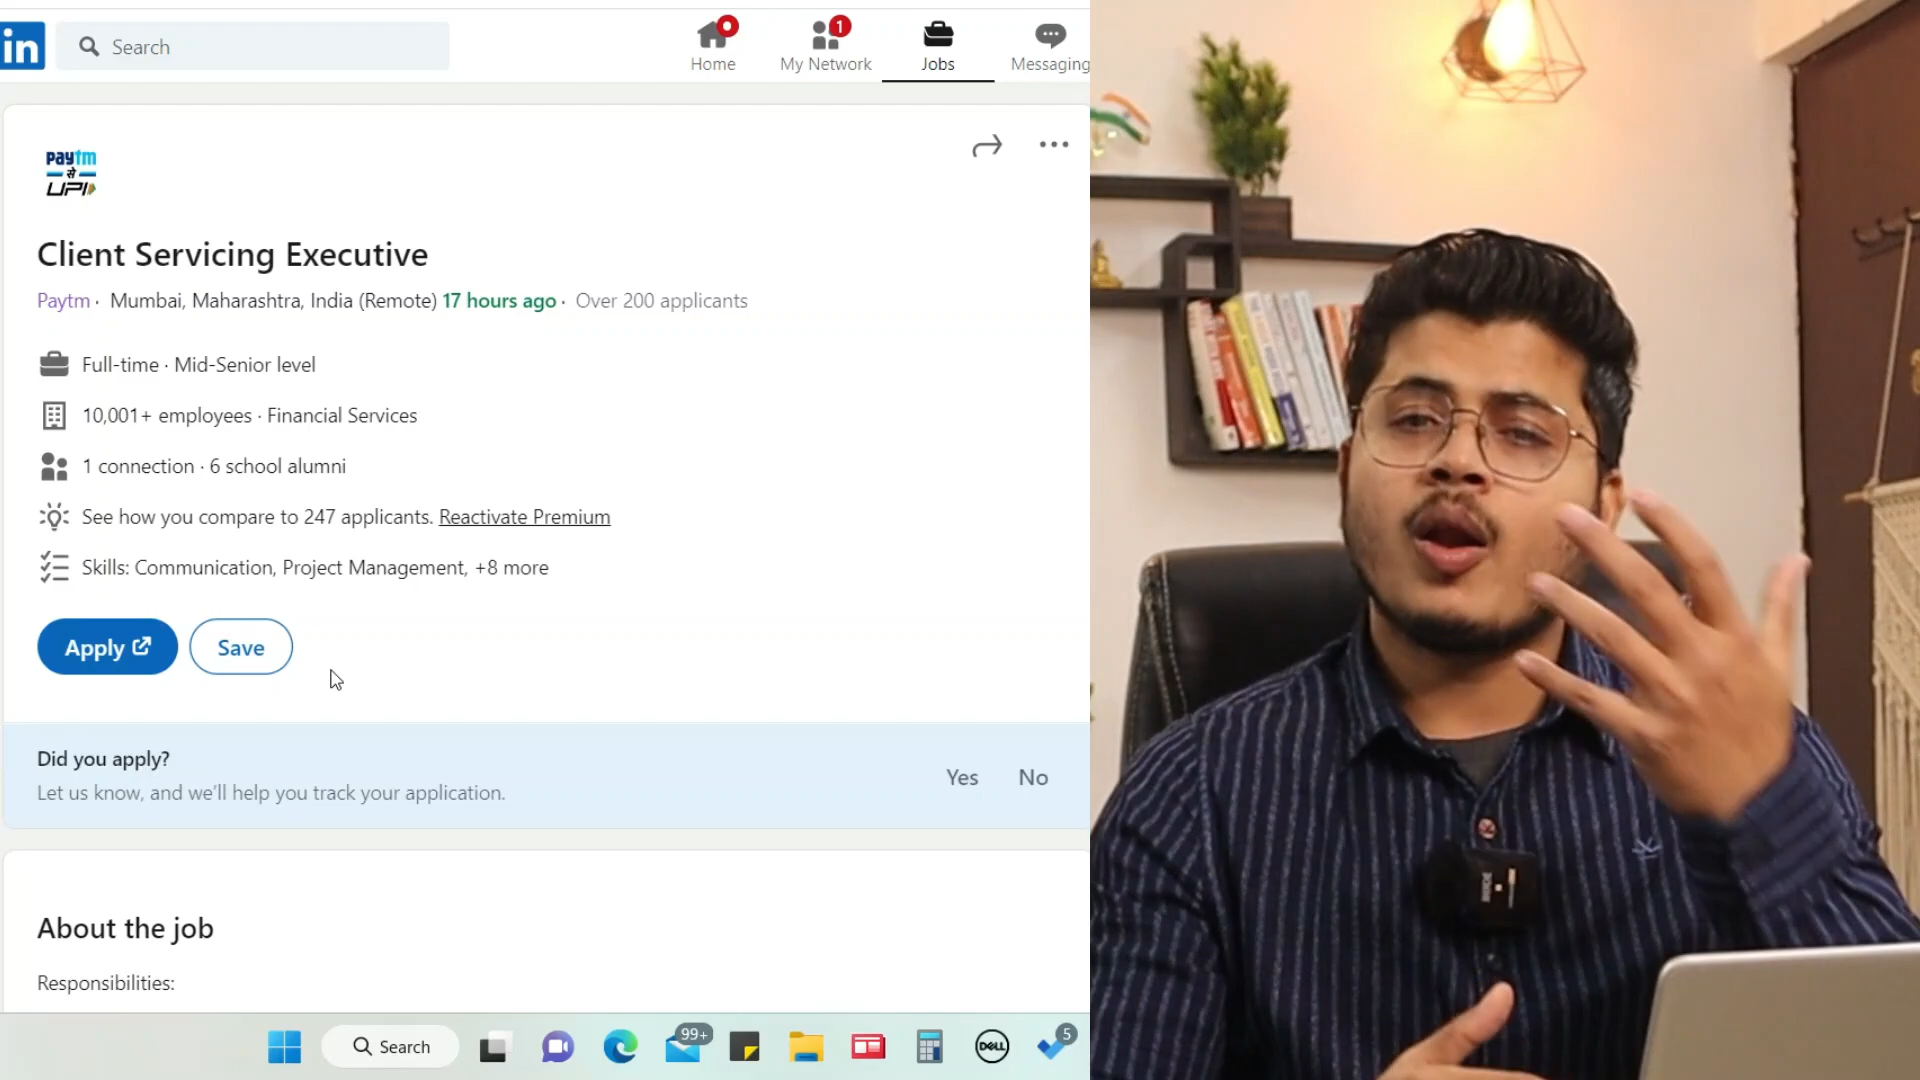 in
Search
Home
1
My Network
Jobs
Messaging
paytm
से
UPI
Client Servicing Executive
Paytm · Mumbai, Maharashtra, India (Remote) 17 hours ago · Over 200 applicants
Full-time · Mid-Senior level
10,001+ employees · Financial Services
1 connection · 6 school alumni
See how you compare to 247 applicants. Reactivate Premium
Skills: Communication, Project Management, +8 more
Apply
Save
Did you apply?
Let us know, and we'll help you track your application.
Yes
No
About the job
Responsibilities:
Search
99+
DELL
5